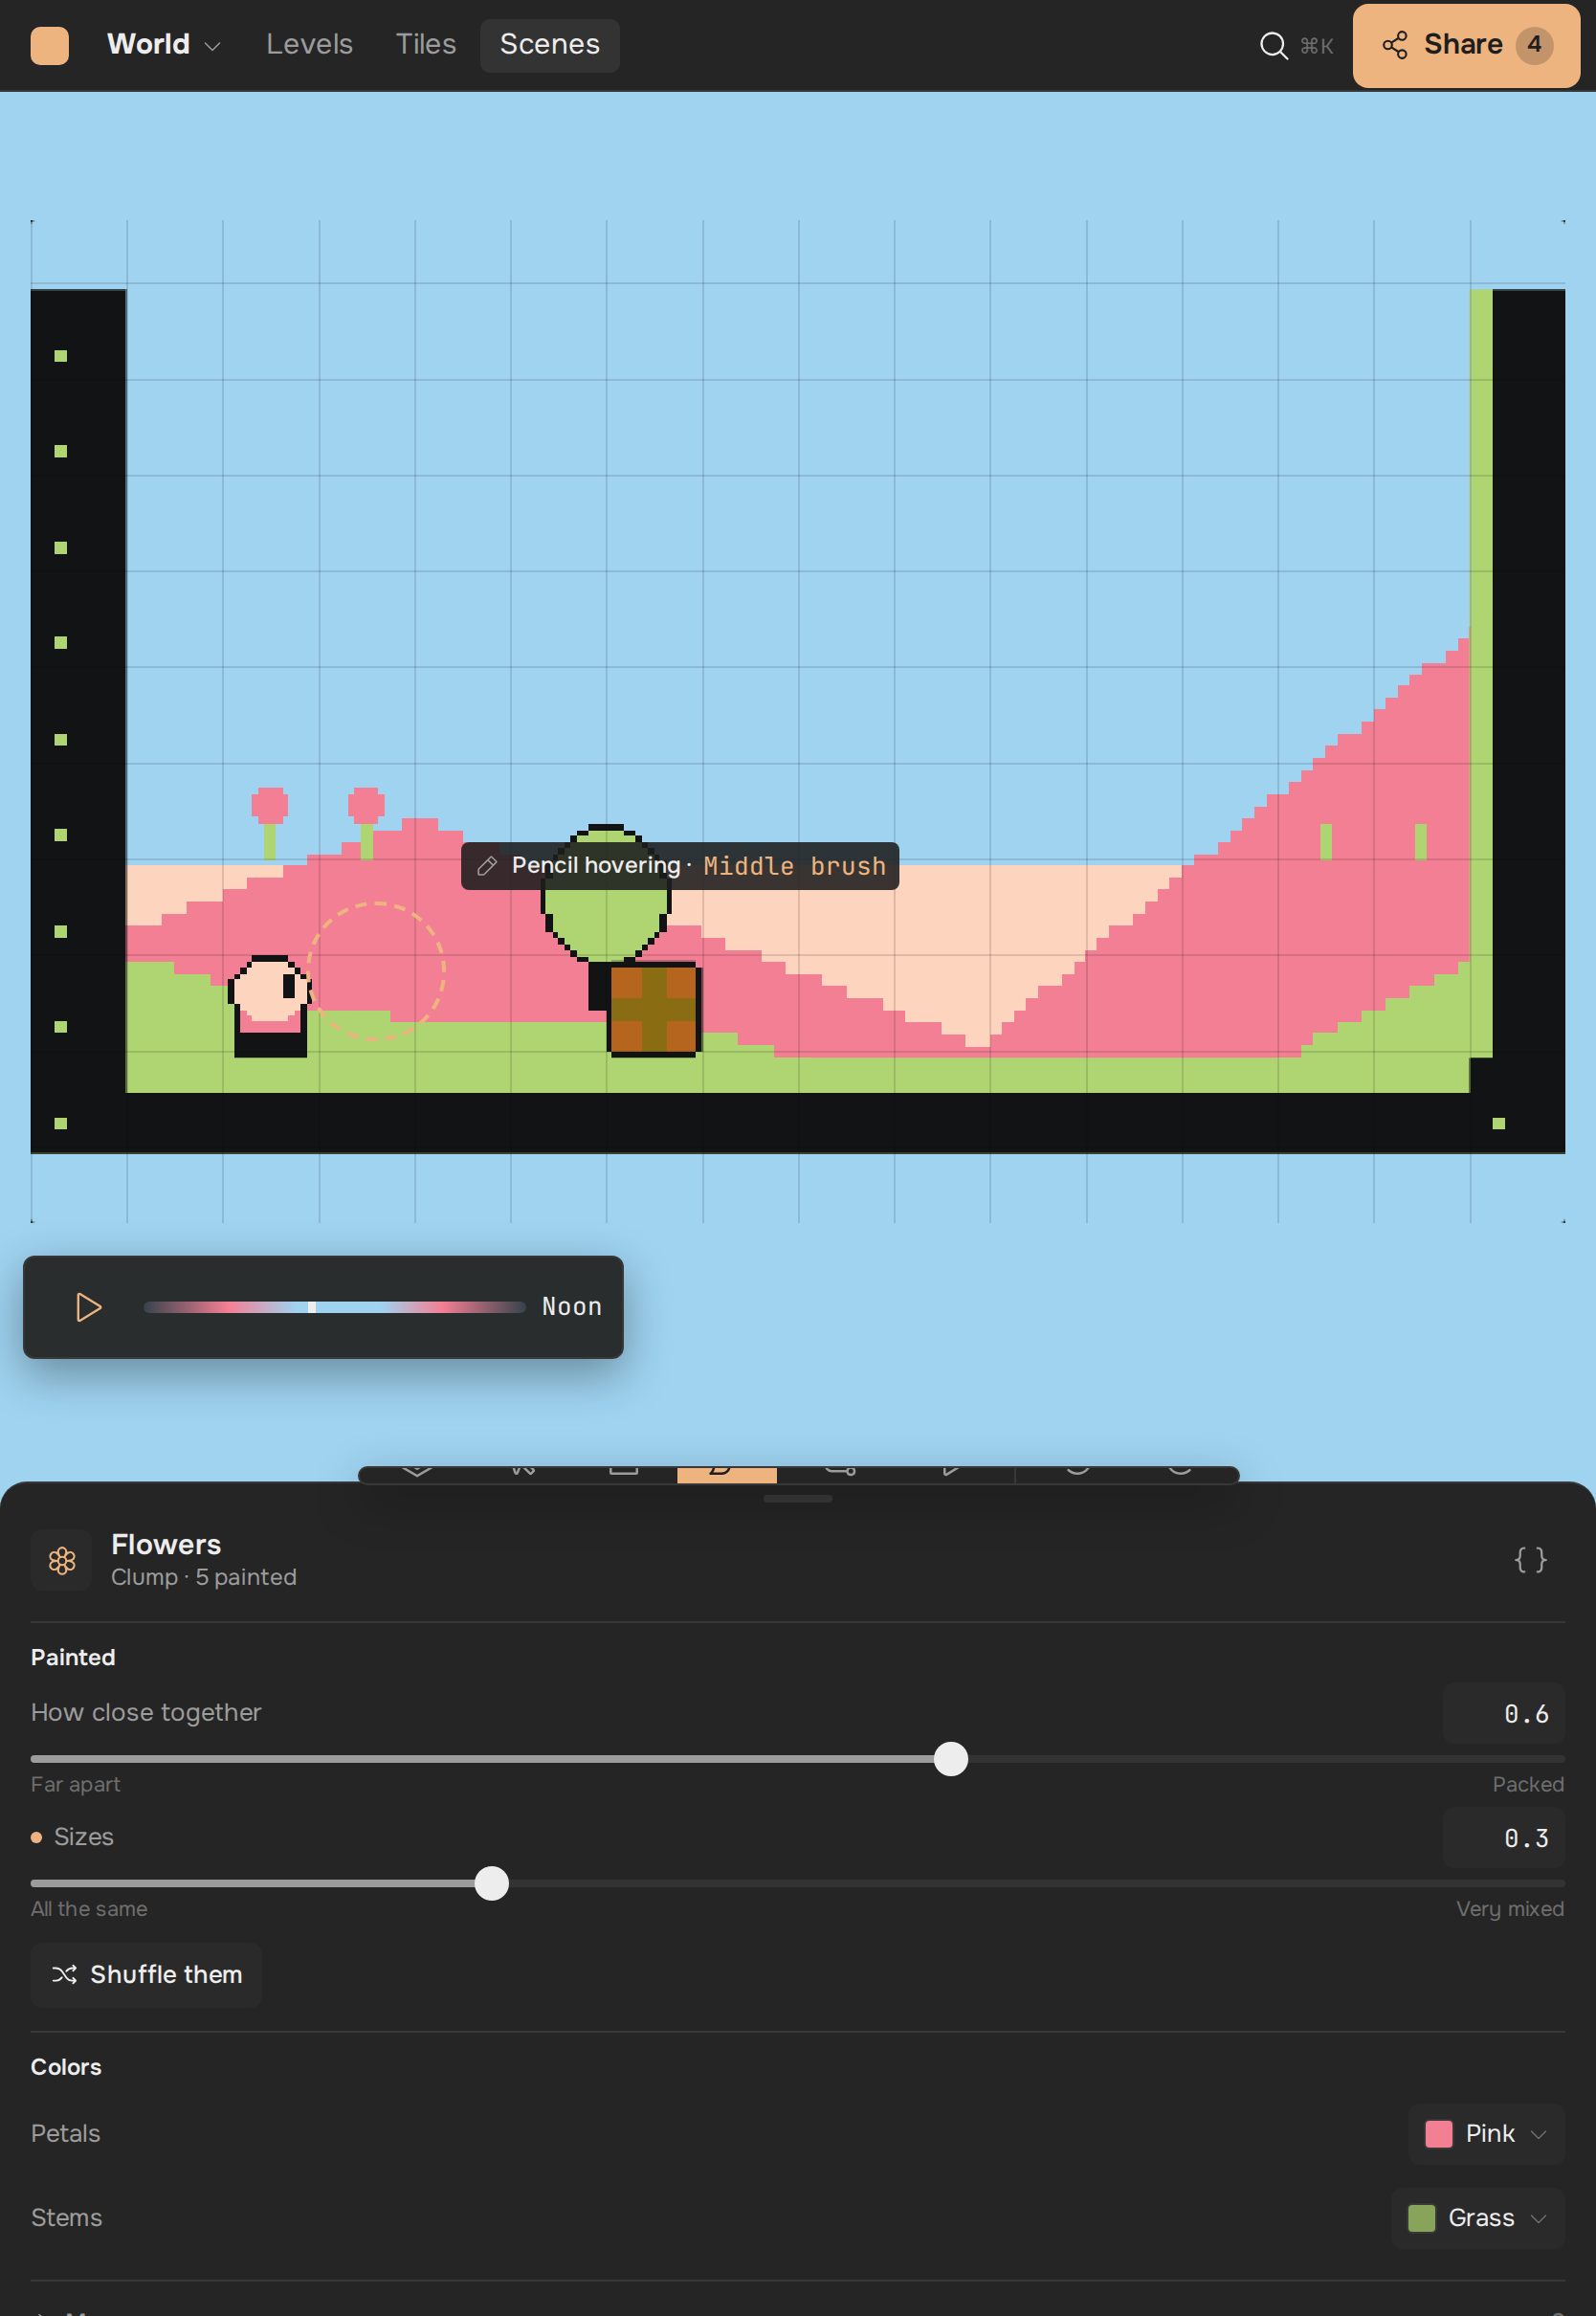 World Levels Tiles Scenes ⌘K Share 4
Pencil hovering · Middle brush
Noon
Flowers
Clump · 5 painted
Painted
How close together 0.6
Far apart Packed
Sizes 0.3
All the same Very mixed
Shuffle them
Colors
Petals Pink
Stems Grass